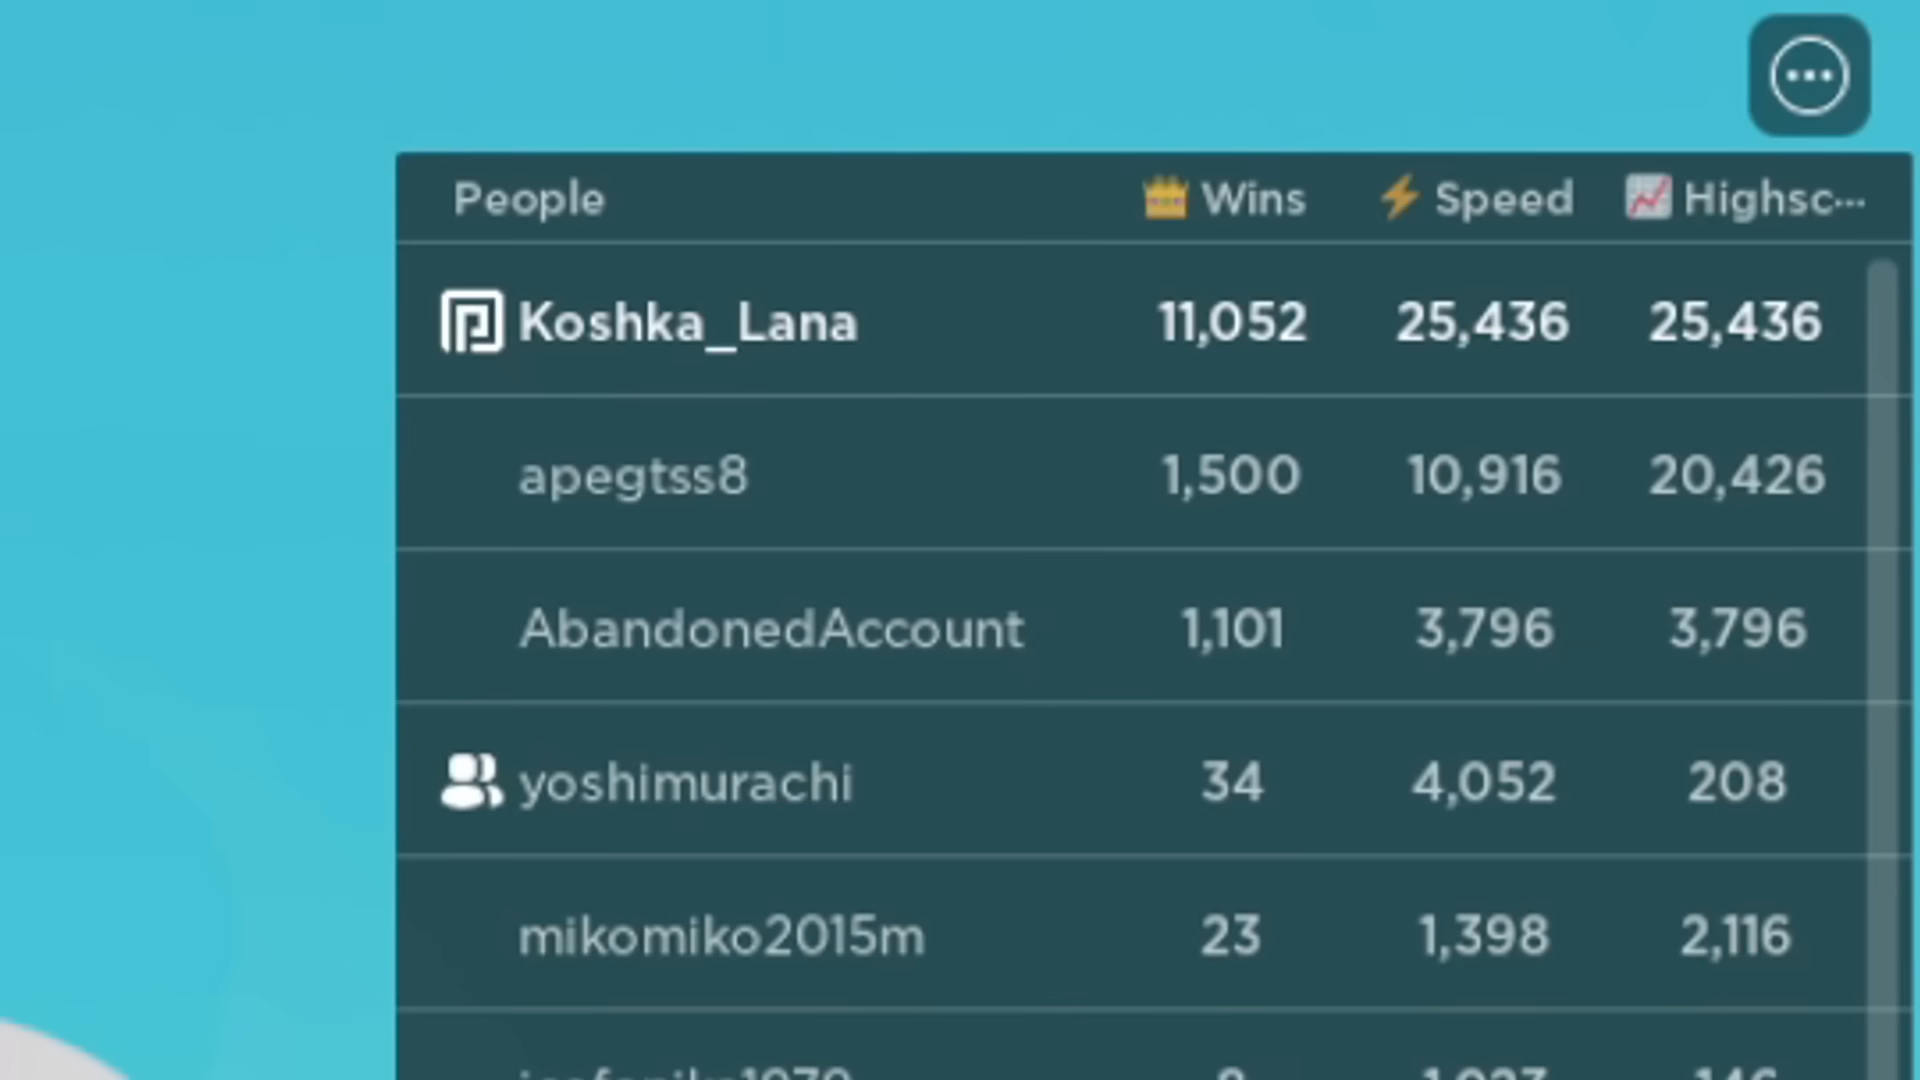 People 👑 Wins ⚡ Speed 📈 Highsc...
Koshka_Lana 11,052 25,436 25,436
apegtss8 1,500 10,916 20,426
AbandonedAccount 1,101 3,796 3,796
yoshimurachi 34 4,052 208
mikomiko2015m 23 1,398 2,116